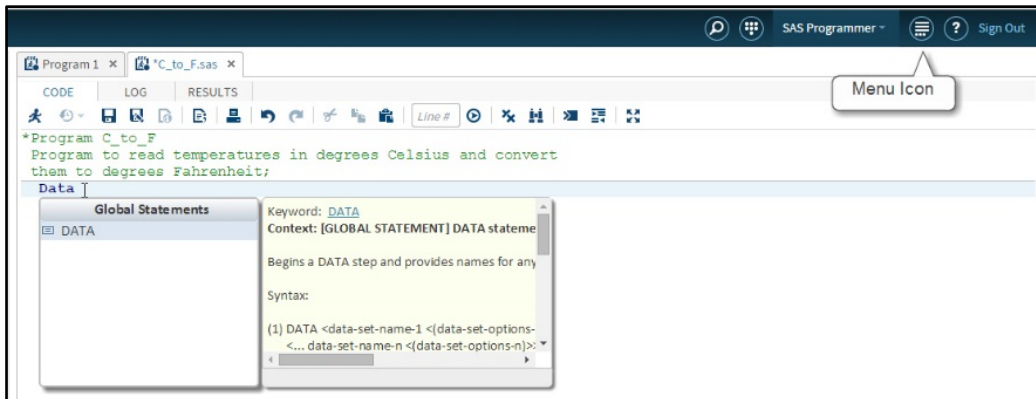 SAS Programmer
?
Sign Out
Menu Icon
Program 1 ×
*C_to_F.sas ×
CODE
LOG
RESULTS
Line #
*Program C_to_F
Program to read temperatures in degrees Celsius and convert
them to degrees Fahrenheit;
Data
Global Statements
DATA
Keyword: DATA
Context: [GLOBAL STATEMENT] DATA stateme
Begins a DATA step and provides names for any
Syntax:
(1) DATA <data-set-name-1 <(data-set-options-
<... data-set-name-n <(data-set-options-n)>>